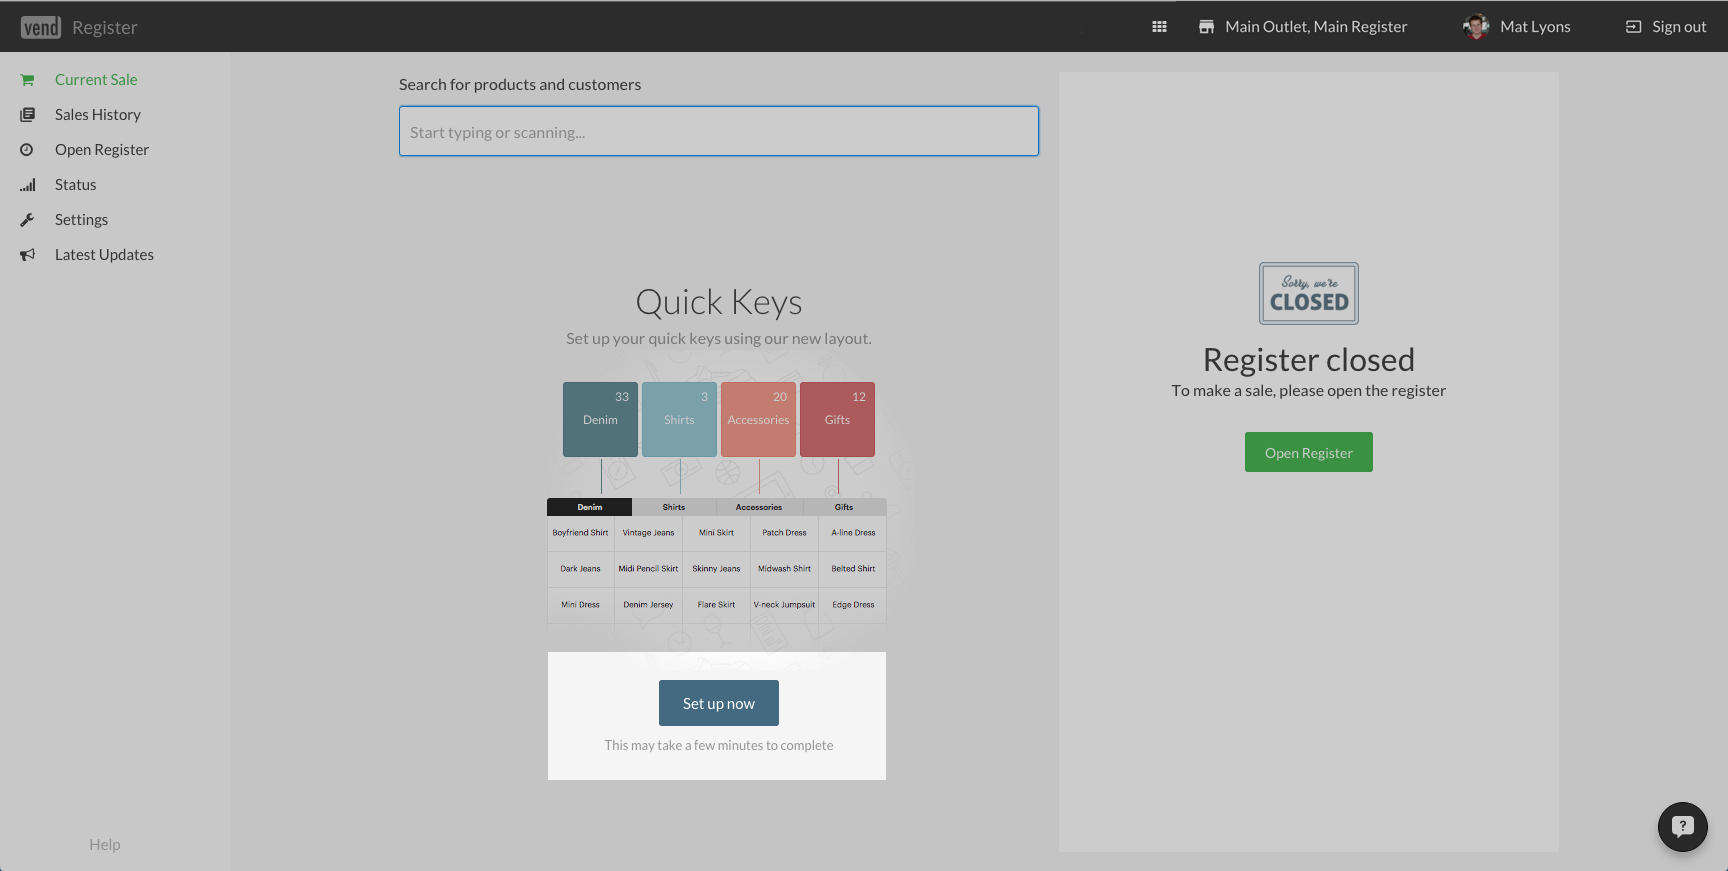 vend Register
Main Outlet, Main Register
Mat Lyons
Sign out
Current Sale
Sales History
Open Register
Status
Settings
Latest Updates
Help
Search for products and customers
Start typing or scanning...
Quick Keys
Set up your quick keys using our new layout.
33 3 20 12
Denim Shirts Accessories Gifts
Denim Shirts Accessories Gifts
Boyfriend Shirt Vintage Jeans Mini Skirt Patch Dress A-line Dress
Dark Jeans Midi Pencil Skirt Skinny Jeans Midwash Shirt Belted Shirt
Mini Dress Denim Jersey Flare Skirt V-neck Jumpsuit Edge Dress
Set up now
This may take a few minutes to complete
Sorry, we're
CLOSED
Register closed
To make a sale, please open the register
Open Register
?